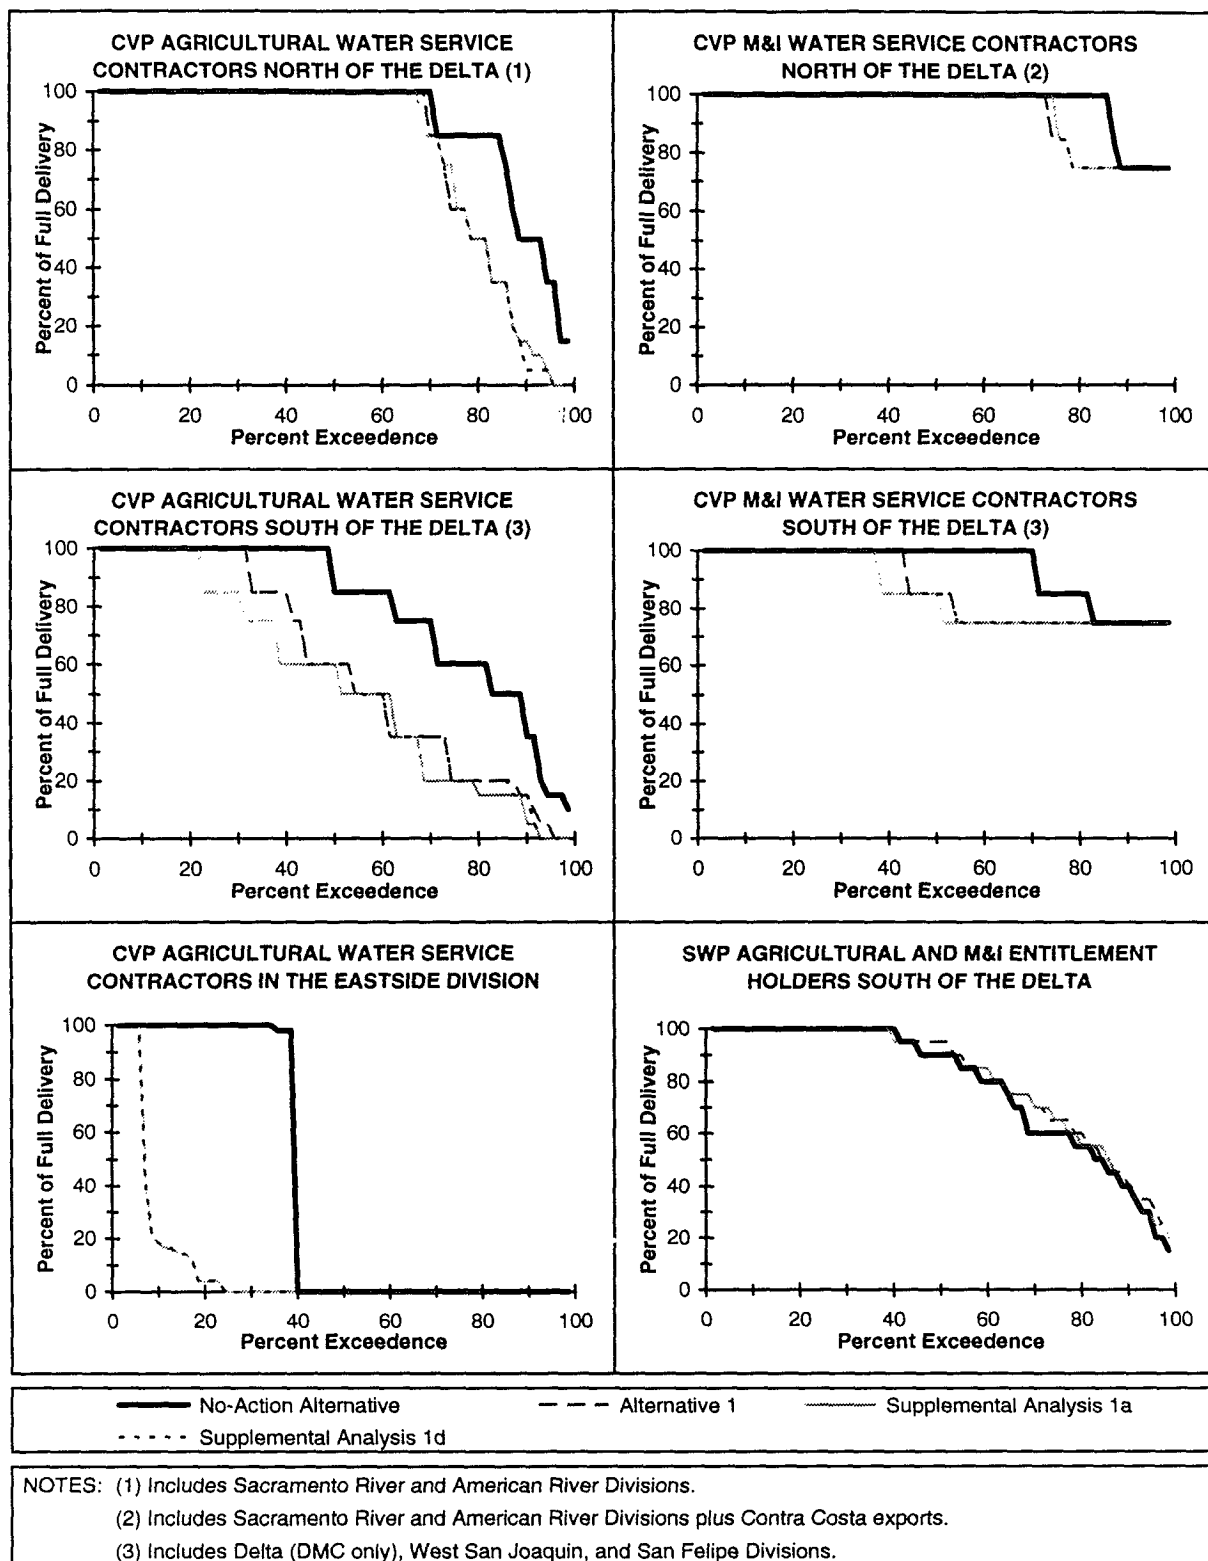 CVP AGRICULTURAL WATER SERVICE
CONTRACTORS NORTH OF THE DELTA (1)
Percent of Full Delivery
100
80
60
40
20
0
0 20 40 60 80 100
Percent Exceedence
CVP M&I WATER SERVICE CONTRACTORS
NORTH OF THE DELTA (2)
Percent of Full Delivery
100
80
60
40
20
0
0 20 40 60 80 100
Percent Exceedence
CVP AGRICULTURAL WATER SERVICE
CONTRACTORS SOUTH OF THE DELTA (3)
Percent of Full Delivery
100
80
60
40
20
0
0 20 40 60 80 100
Percent Exceedence
CVP M&I WATER SERVICE CONTRACTORS
SOUTH OF THE DELTA (3)
Percent of Full Delivery
100
80
60
40
20
0
0 20 40 60 80 100
Percent Exceedence
CVP AGRICULTURAL WATER SERVICE
CONTRACTORS IN THE EASTSIDE DIVISION
Percent of Full Delivery
100
80
60
40
20
0
0 20 40 60 80 100
Percent Exceedence
SWP AGRICULTURAL AND M&I ENTITLEMENT
HOLDERS SOUTH OF THE DELTA
Percent of Full Delivery
100
80
60
40
20
0
0 20 40 60 80 100
Percent Exceedence
No-Action Alternative Alternative 1 Supplemental Analysis 1a
Supplemental Analysis 1d
NOTES: (1) Includes Sacramento River and American River Divisions.
(2) Includes Sacramento River and American River Divisions plus Contra Costa exports.
(3) Includes Delta (DMC only), West San Joaquin, and San Felipe Divisions.